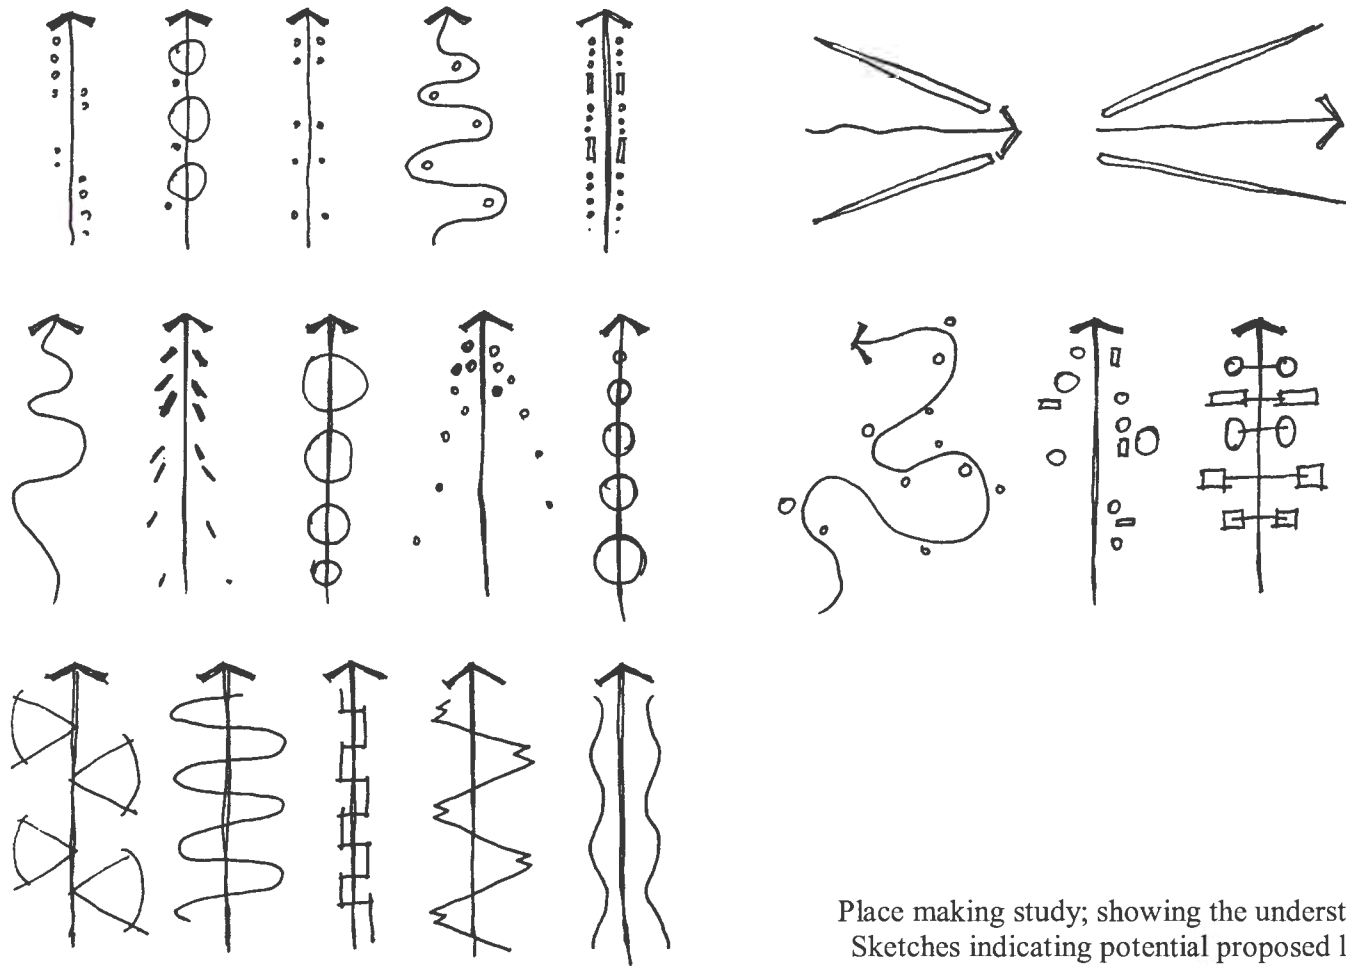 Place making study; showing the underst
Sketches indicating potential proposed l